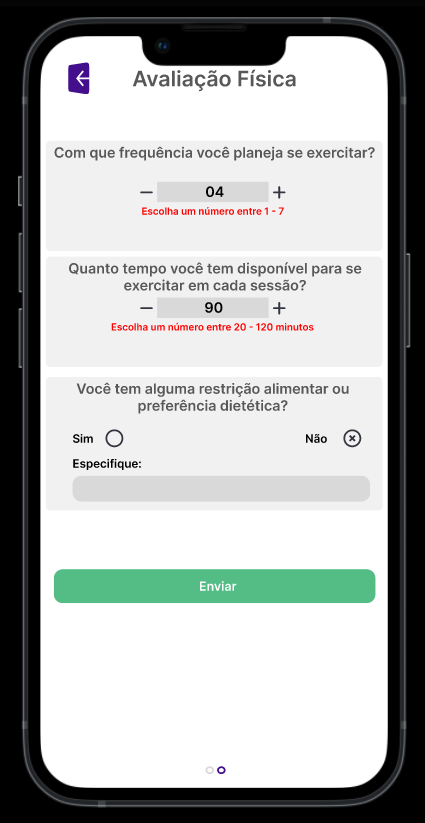 Avaliação Física
Com que frequência você planeja se exercitar?
− 04 +
Escolha um número entre 1 - 7
Quanto tempo você tem disponível para se
exercitar em cada sessão?
− 90 +
Escolha um número entre 20 - 120 minutos
Você tem alguma restrição alimentar ou
preferência dietética?
Sim Não
Especifique:
Enviar